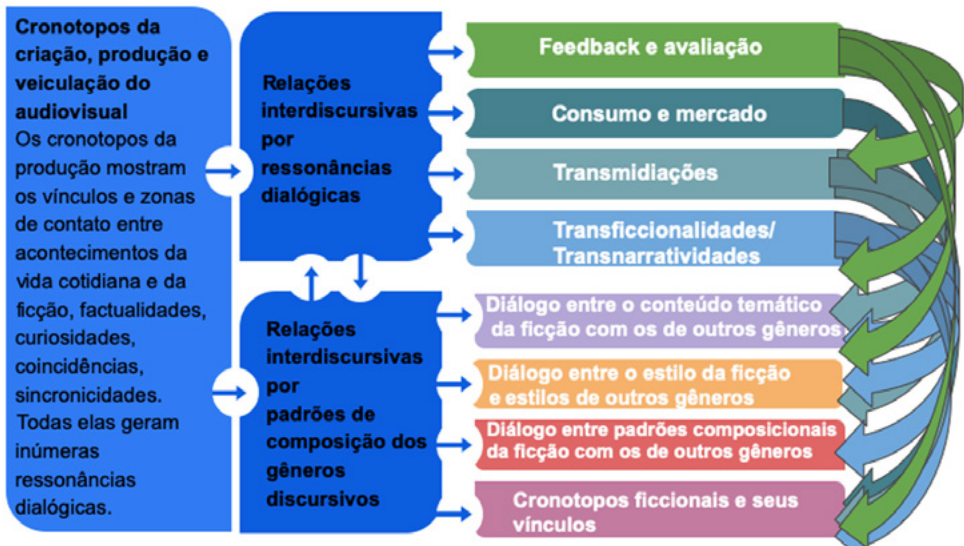 Cronotopos da
criação, produção e
veiculação do
audiovisual
Os cronotopos da
produção mostram
os vínculos e zonas
de contato entre
acontecimentos da
vida cotidiana e da
ficção, factualidades,
curiosidades,
coincidências,
sincronicidades.
Todas elas geram
inúmeras
ressonâncias
dialógicas.
Relações
interdiscursivas
por
ressonâncias
dialógicas
Relações
interdiscursivas
por
padrões de
composição dos
gêneros
discursivos
Feedback e avaliação
Consumo e mercado
Transmidiações
Transficcionalidades/
Transnarratividades
Diálogo entre o conteúdo temático
da ficção com os de outros gêneros
Diálogo entre o estilo da ficção
e estilos de outros gêneros
Diálogo entre padrões composicionais
da ficção com os de outros gêneros
Cronotopos ficcionais e seus
vínculos